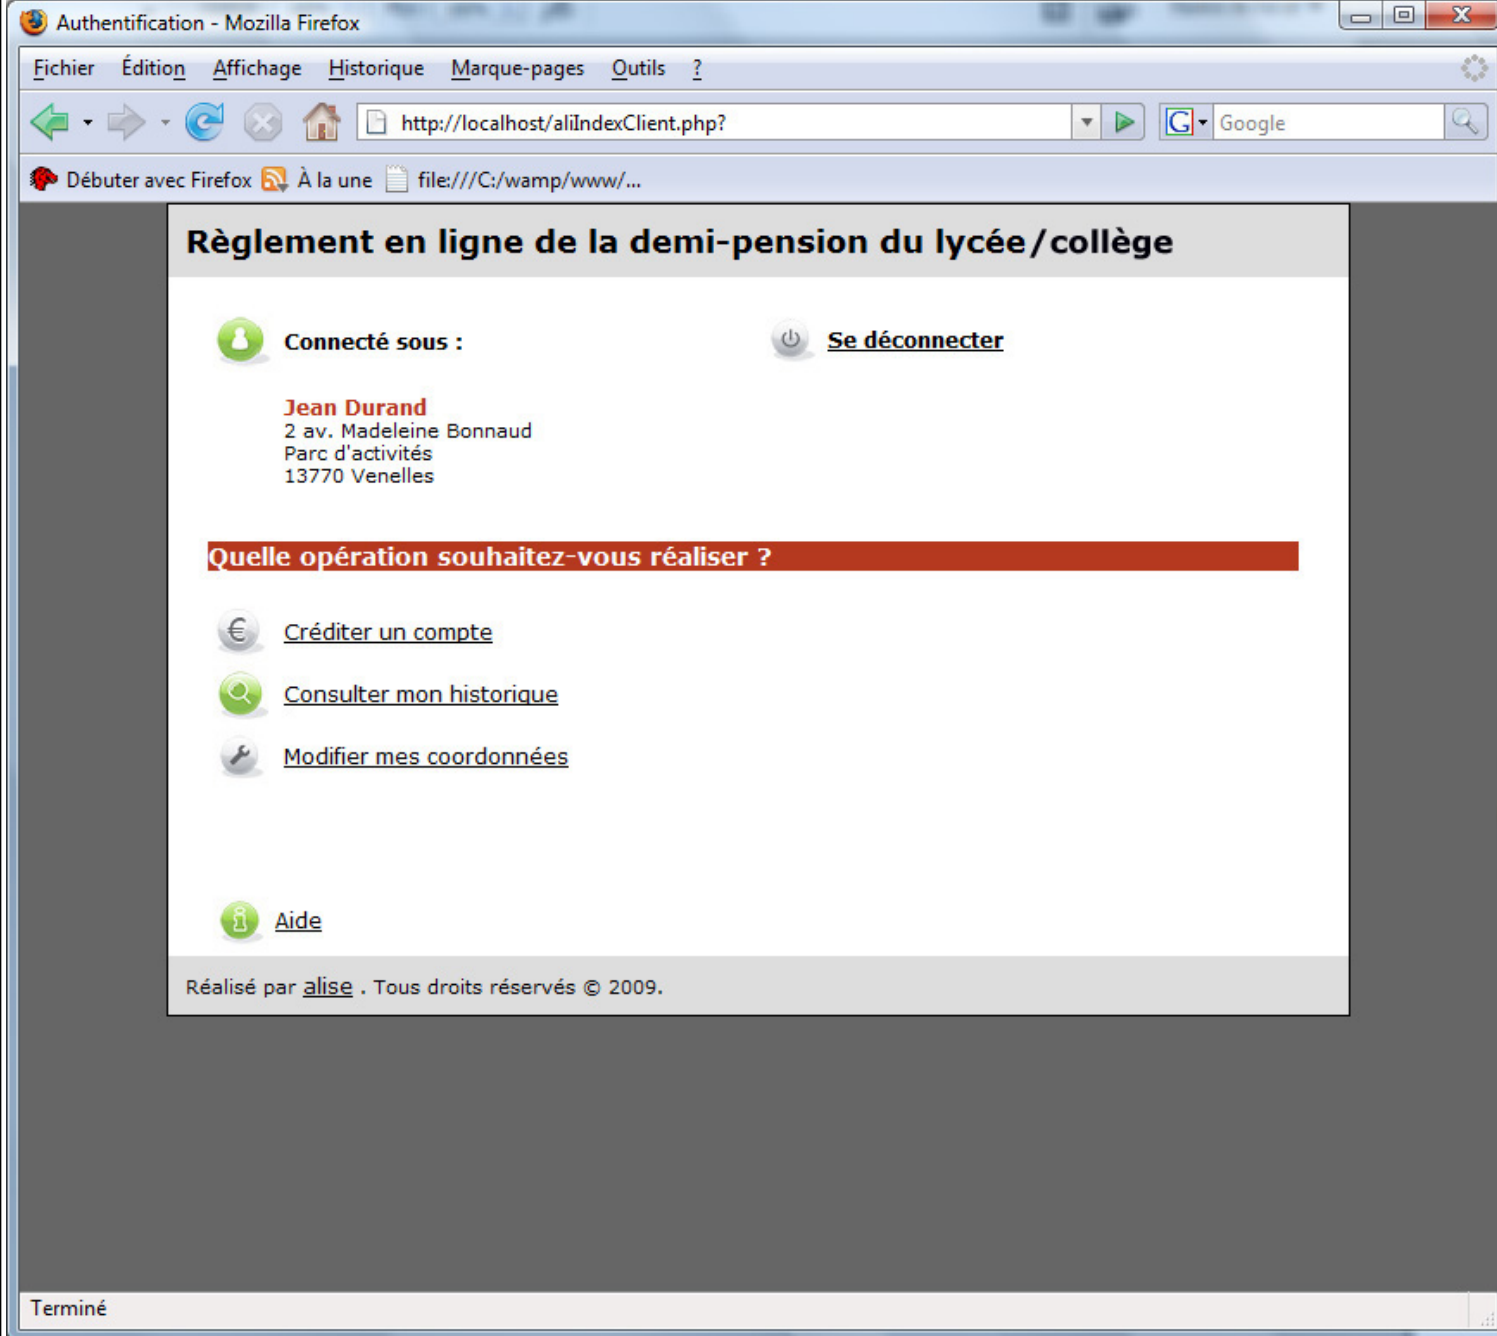 Authentification - Mozilla Firefox
Fichier Édition Affichage Historique Marque-pages Outils ?
http://localhost/aliIndexClient.php?
G Google
Débuter avec Firefox À la une file:///C:/wamp/www/...
Règlement en ligne de la demi-pension du lycée/collège
Connecté sous :
Se déconnecter
Jean Durand
2 av. Madeleine Bonnaud
Parc d'activités
13770 Venelles
Quelle opération souhaitez-vous réaliser ?
€ Créditer un compte
Consulter mon historique
Modifier mes coordonnées
Aide
Réalisé par alise . Tous droits réservés © 2009.
Terminé